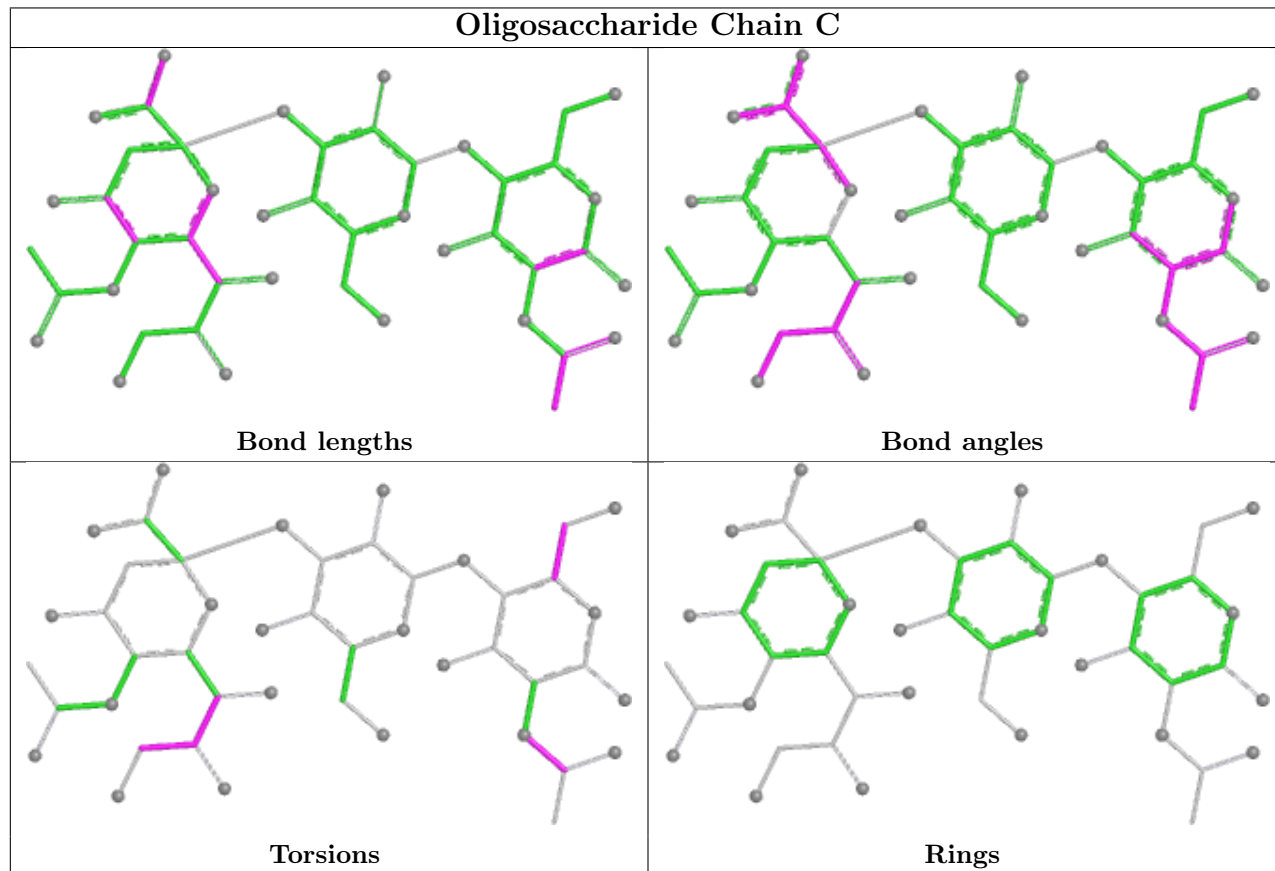 Oligosaccharide Chain C
Bond lengths
Bond angles
Torsions
Rings